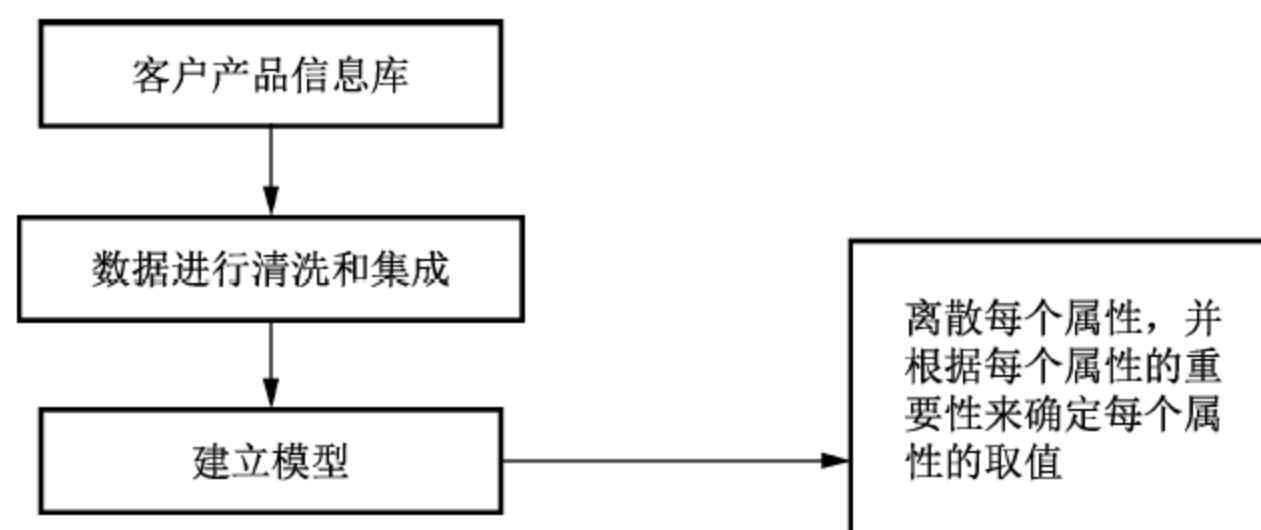 客户产品信息库
数据进行清洗和集成
建立模型
离散每个属性，并
根据每个属性的重
要性来确定每个属
性的取值